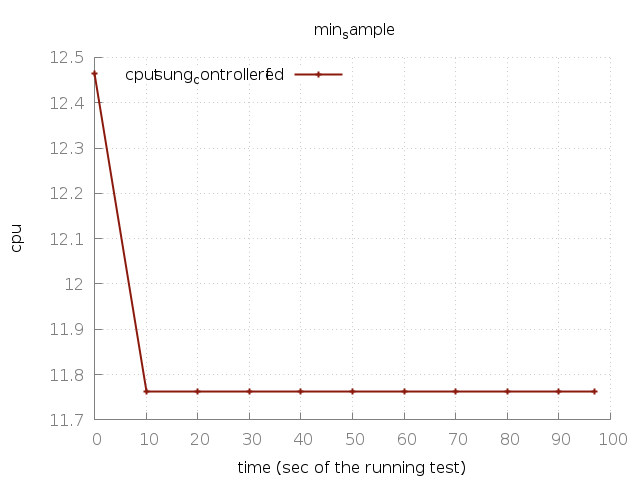 min_sample
12.5
cputsung_controllerfed
12.4
12.3
12.2
12.1
12
11.9
11.8
11.7
cpu
0 10 20 30 40 50 60 70 80 90 100
time (sec of the running test)